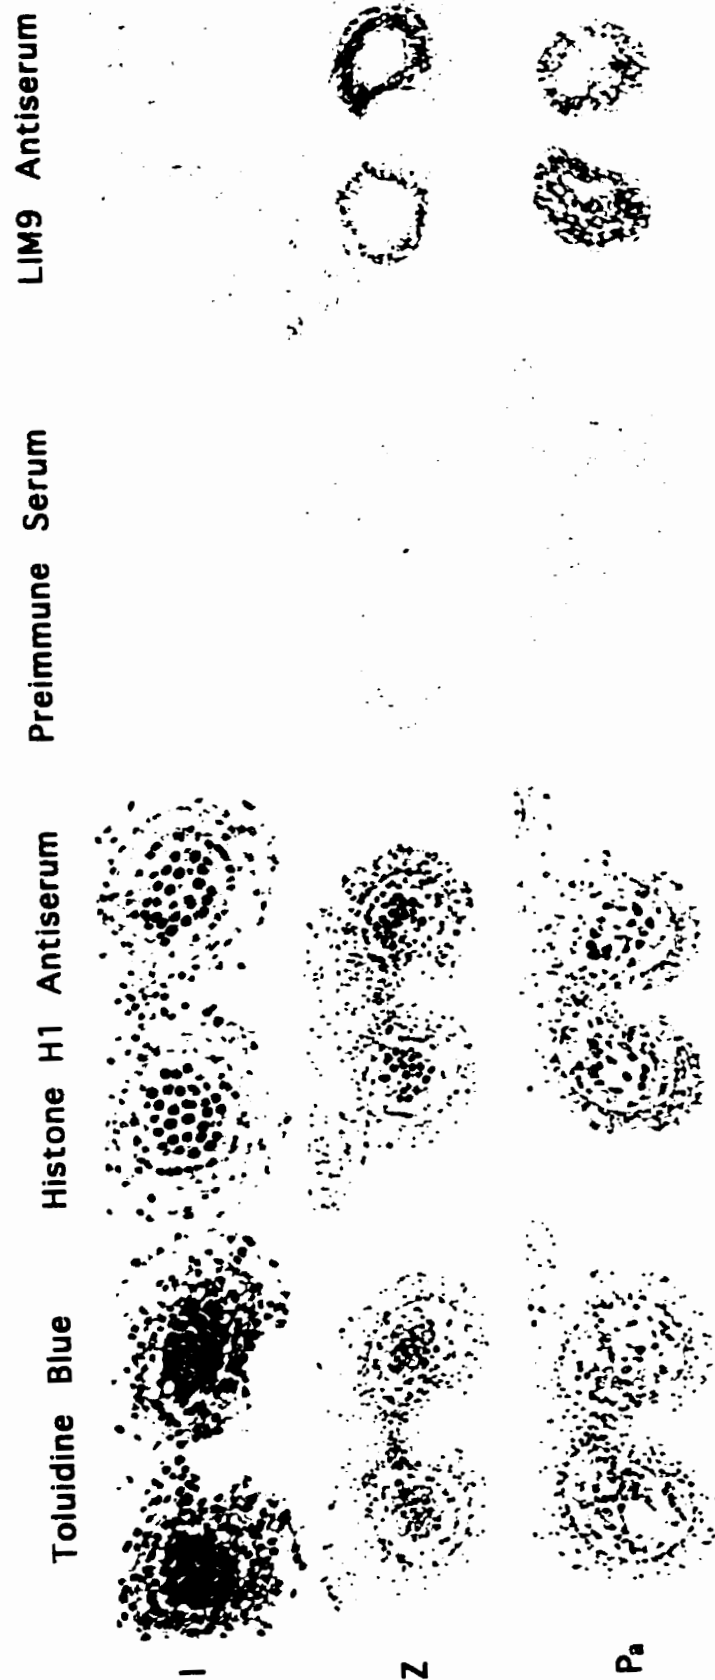 Toluidine Blue
Histone H1 Antiserum
Preimmune Serum
LIM9 Antiserum
I
Z
Pa